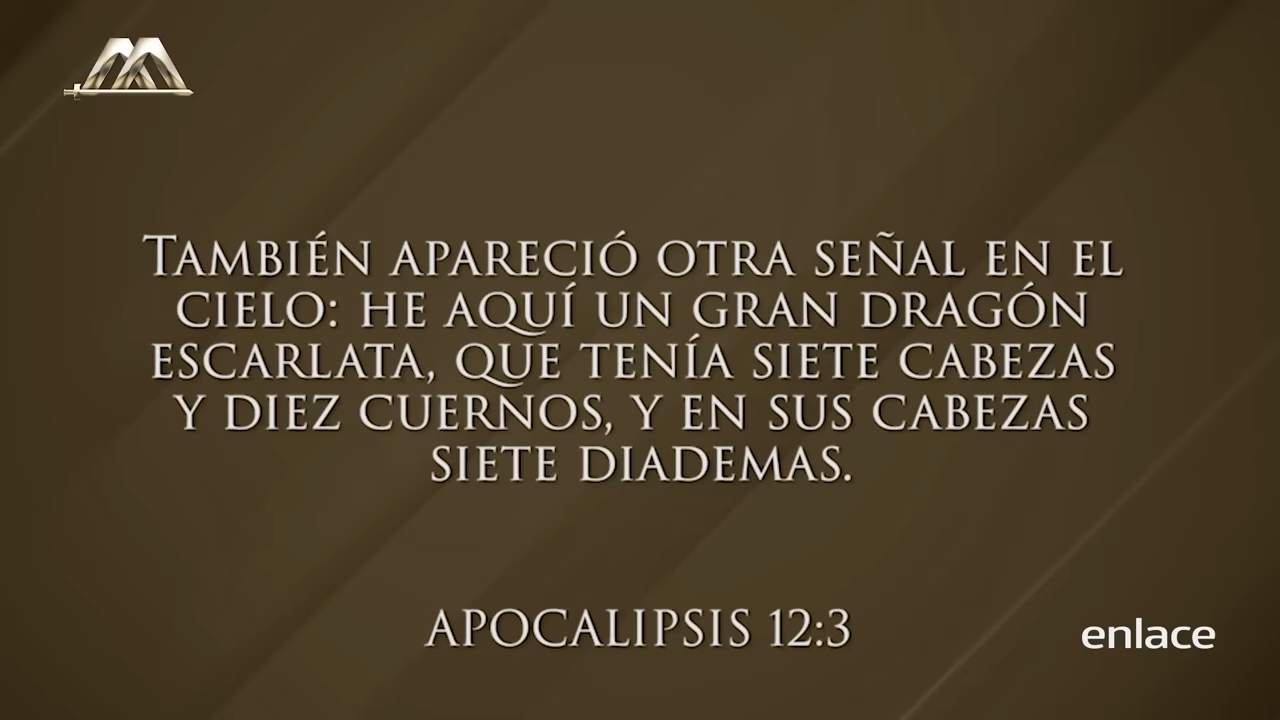 También apareció otra señal en el
cielo: he aquí un gran dragón
escarlata, que tenía siete cabezas
y diez cuernos, y en sus cabezas
siete diademas.
APOCALIPSIS 12:3
enlace